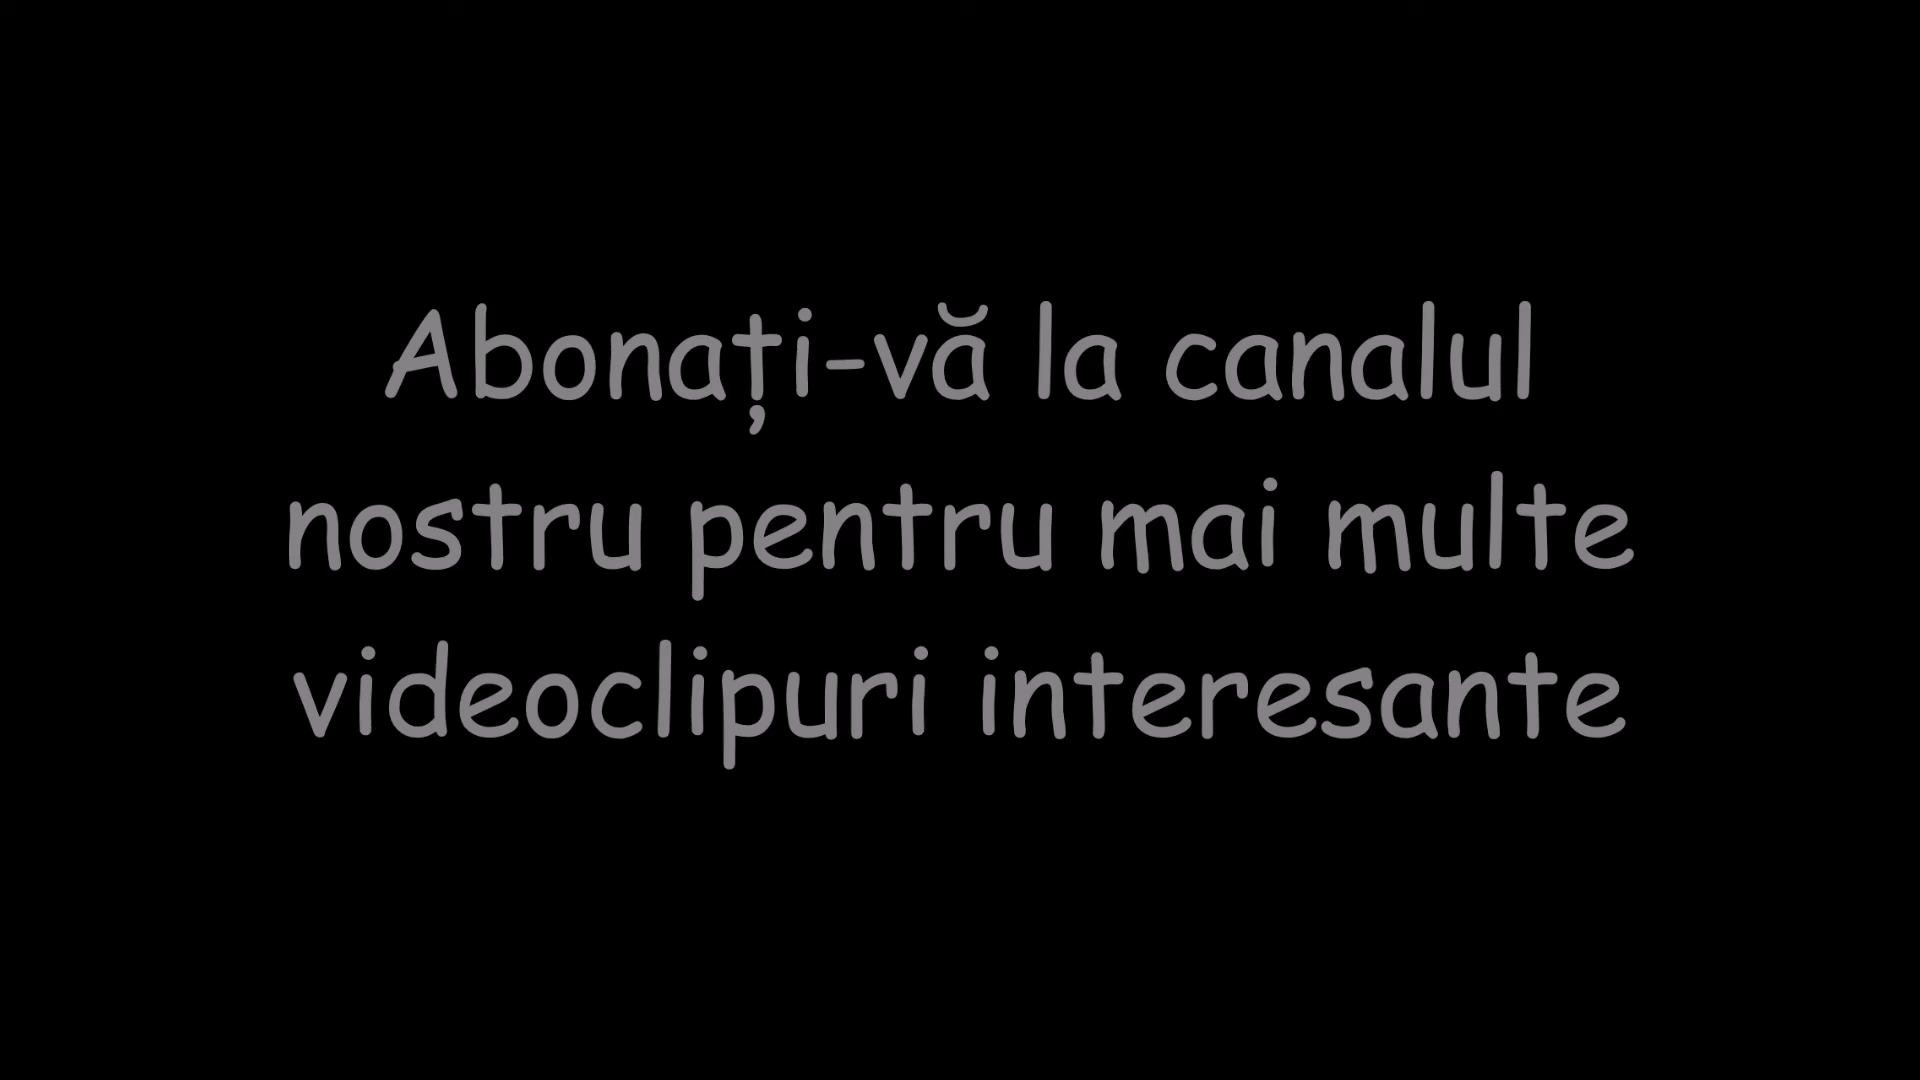 Abonați-vă la canalul
nostru pentru mai multe
videoclipuri interesante